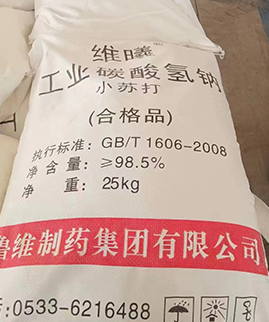 维曦
工业 碳酸氢钠
小苏打
(合格品)
执行标准: GB/T 1606-2008
净含量: ≥98.5%
净 重: 25kg
鲁维制药集团有限公司
:0533-6216488